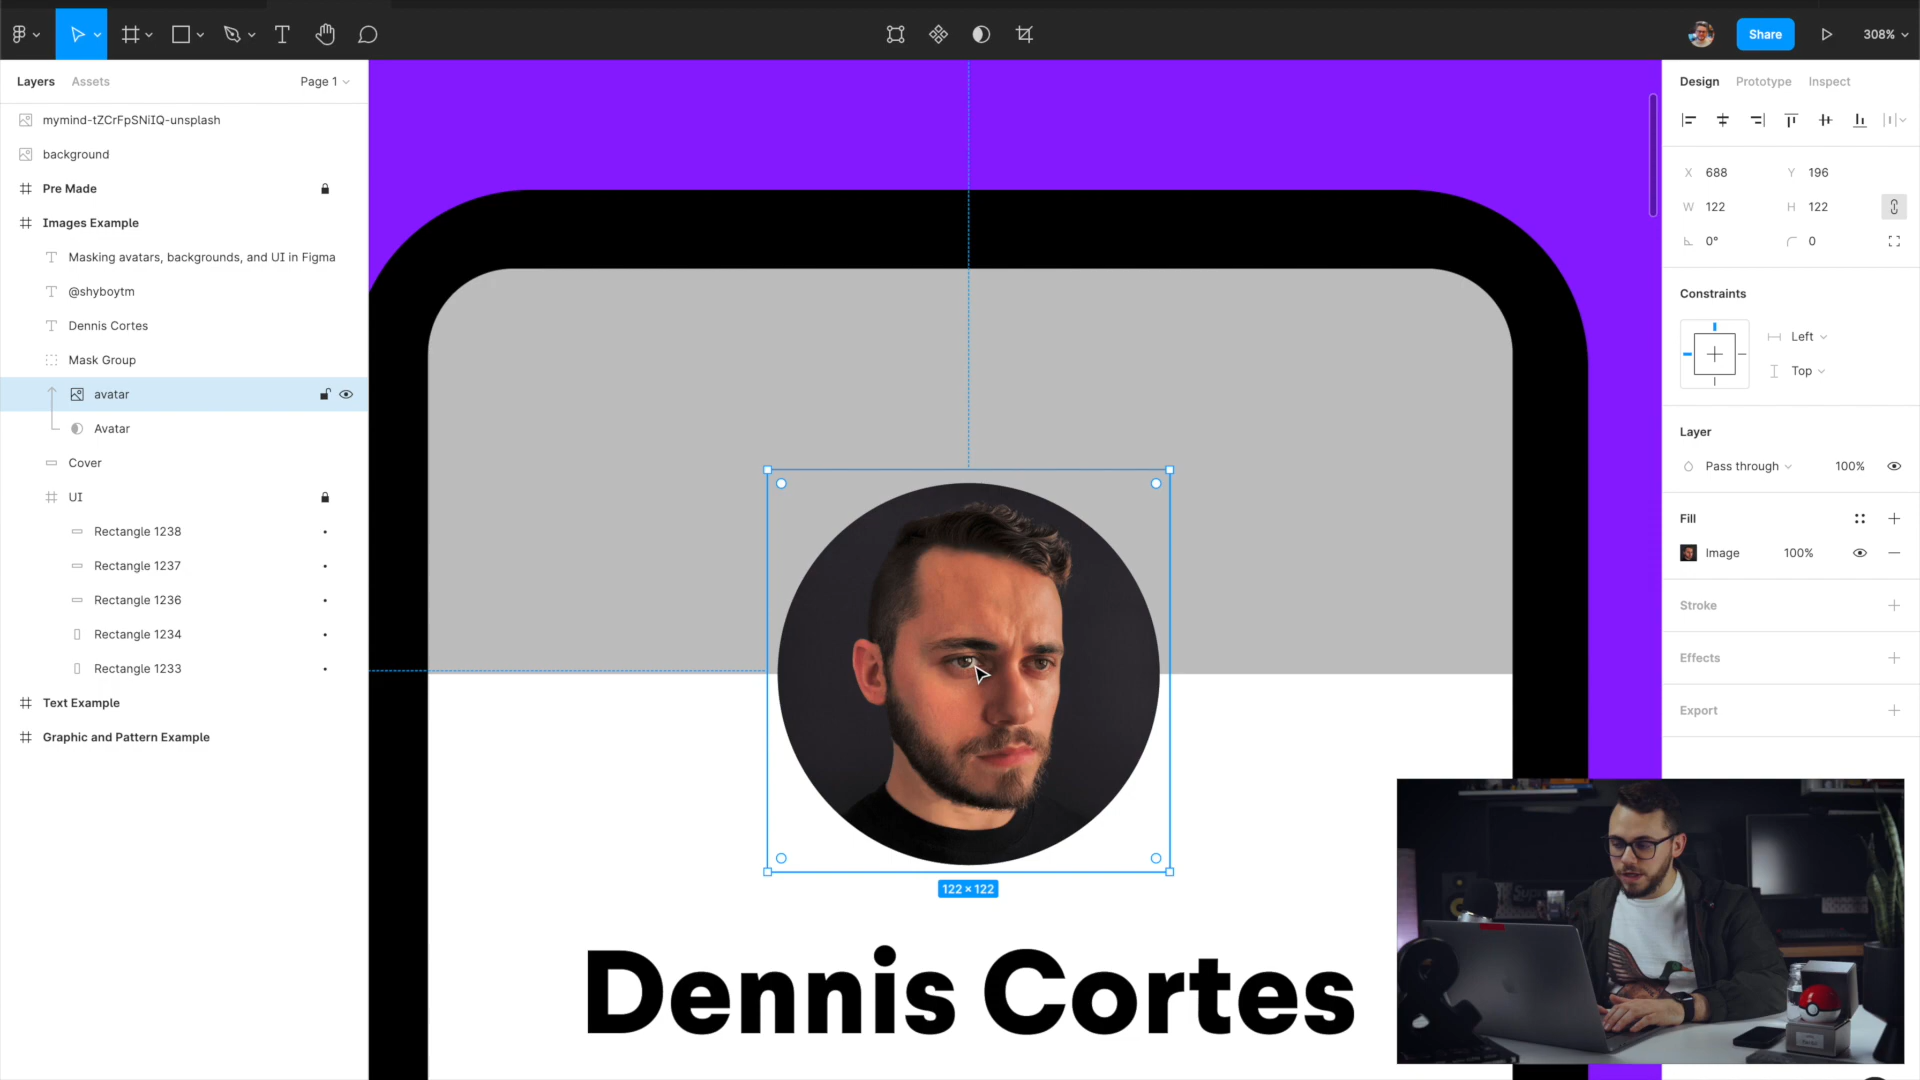 Share
308%
Layers Assets Page 1
mymind-tZCrFpSNiIQ-unsplash
background
Pre Made
Images Example
Masking avatars, backgrounds, and UI in Figma
@shyboytm
Dennis Cortes
Mask Group
avatar
Avatar
Cover
UI
Rectangle 1238
Rectangle 1237
Rectangle 1236
Rectangle 1234
Rectangle 1233
Text Example
Graphic and Pattern Example
122 × 122
Dennis Cortes
Design Prototype Inspect
X 688 Y 196
W 122 H 122
0° 0
Constraints
Left
Top
Layer
Pass through 100%
Fill
Image 100%
Stroke
Effects
Export